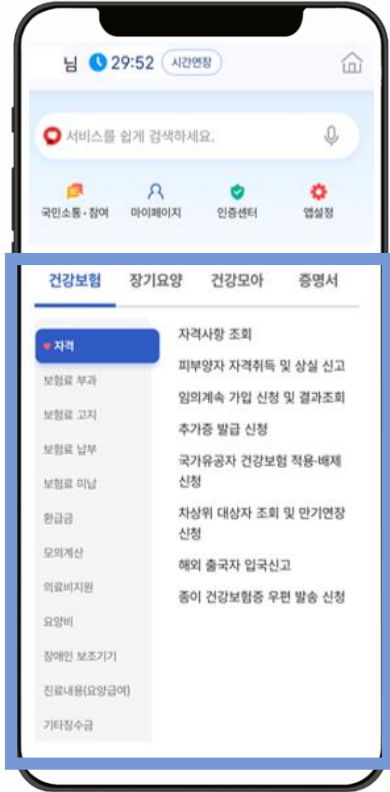 님 29:52 시간연장
서비스를 쉽게 검색하세요.
국민소통·참여 마이페이지 인증센터 앱설정
건강보험 장기요양 건강모아 증명서
자격
보험료 부과
보험료 고지
보험료 납부
보험료 미납
환급금
모의계산
의료비지원
요양비
장애인 보조기기
진료내용(요양급여)
기타징수금
자격사항 조회
피부양자 자격취득 및 상실 신고
임의계속 가입 신청 및 결과조회
추가증 발급 신청
국가유공자 건강보험 적용·배제
신청
차상위 대상자 조회 및 만기연장
신청
해외 출국자 입국신고
종이 건강보험증 우편 발송 신청